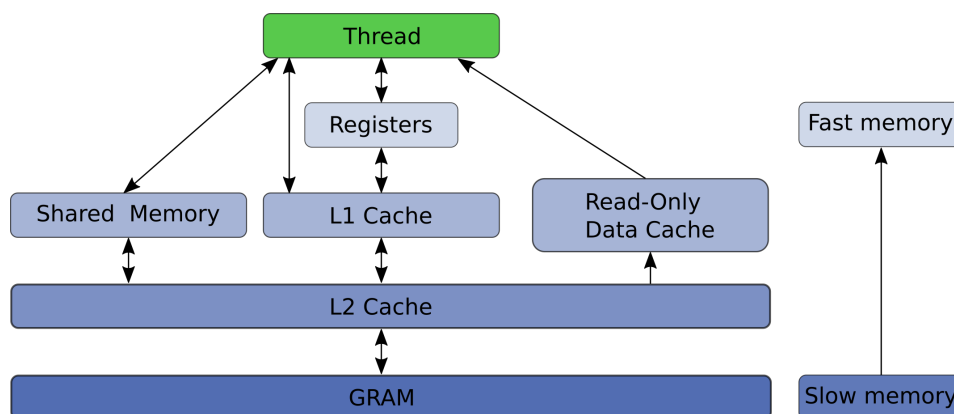 Thread
Registers
Fast memory
Shared  Memory
L1 Cache
Read-Only
Data Cache
L2 Cache
GRAM
Slow memory